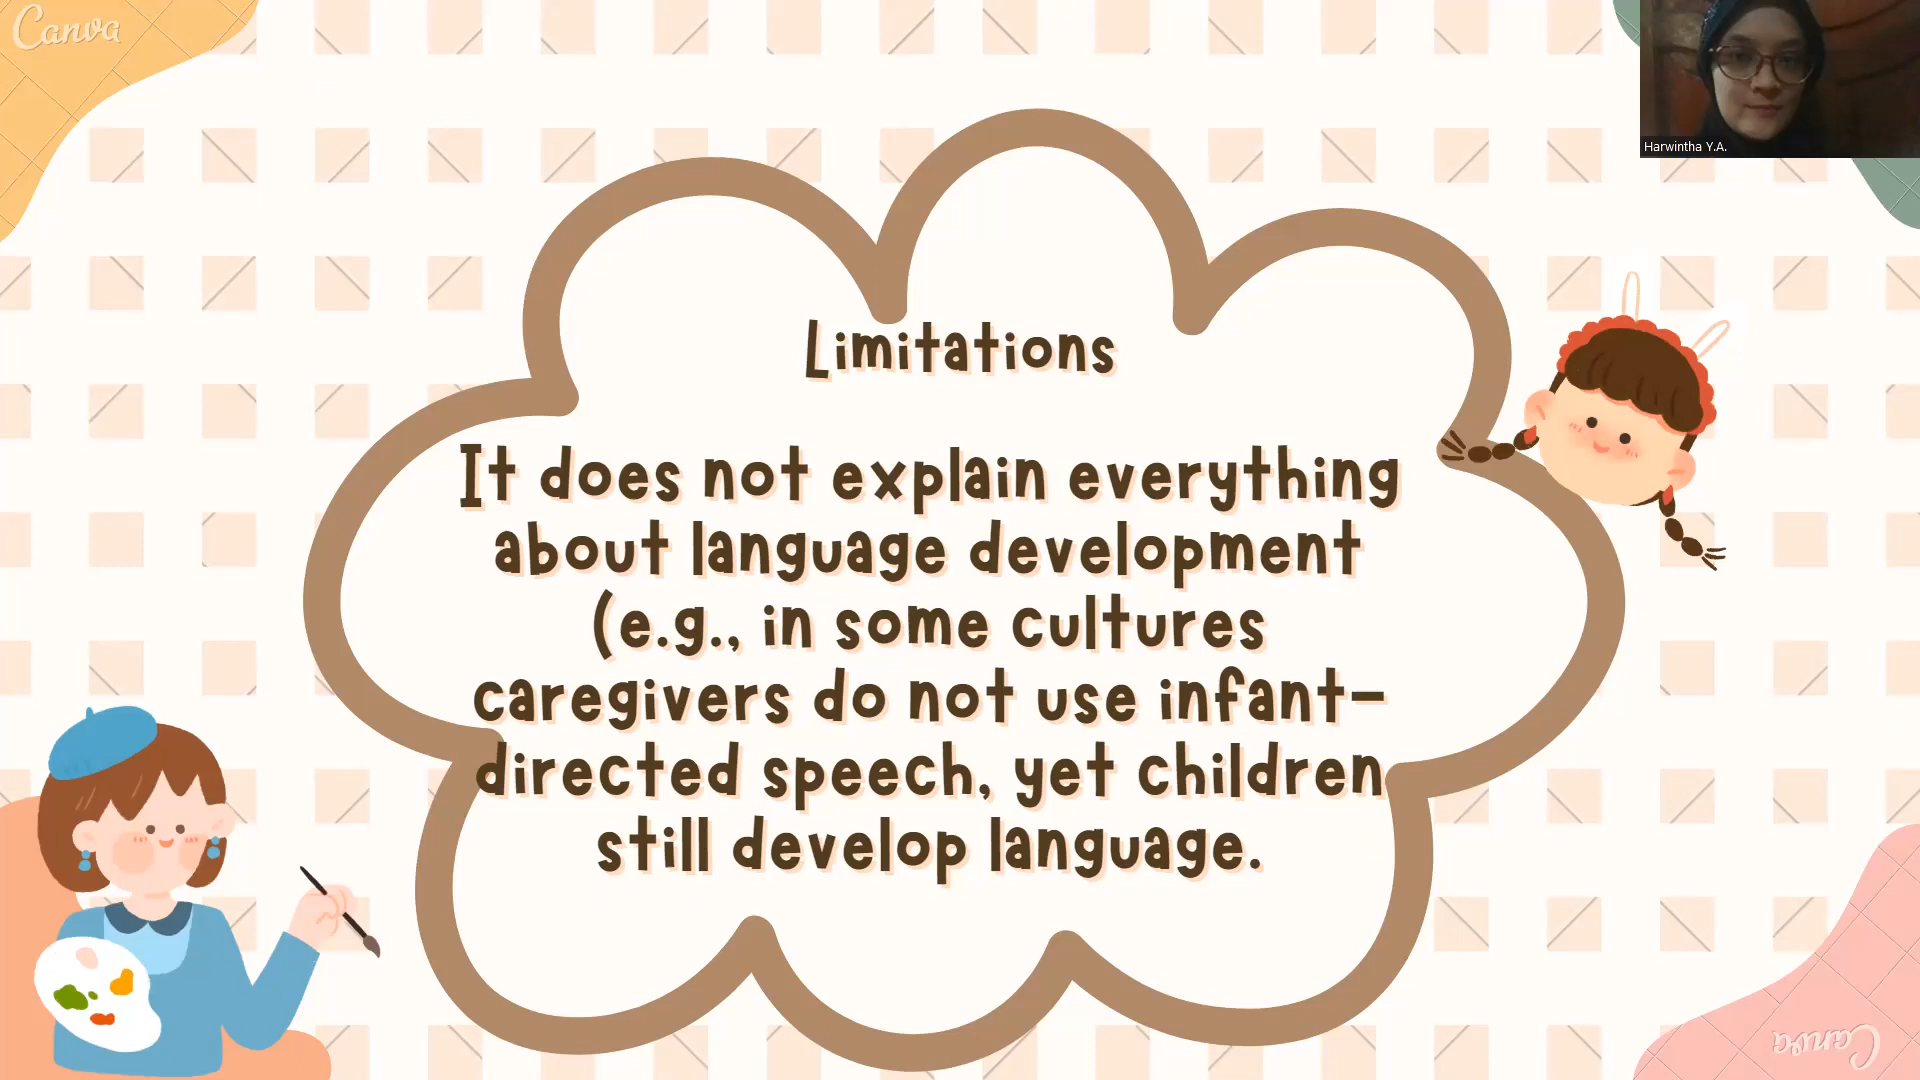 Canva
Harwintha Y.A.
Limitations
It does not explain everything
about language development
(e.g., in some cultures
caregivers do not use infant-
directed speech, yet children
still develop language.
Canva